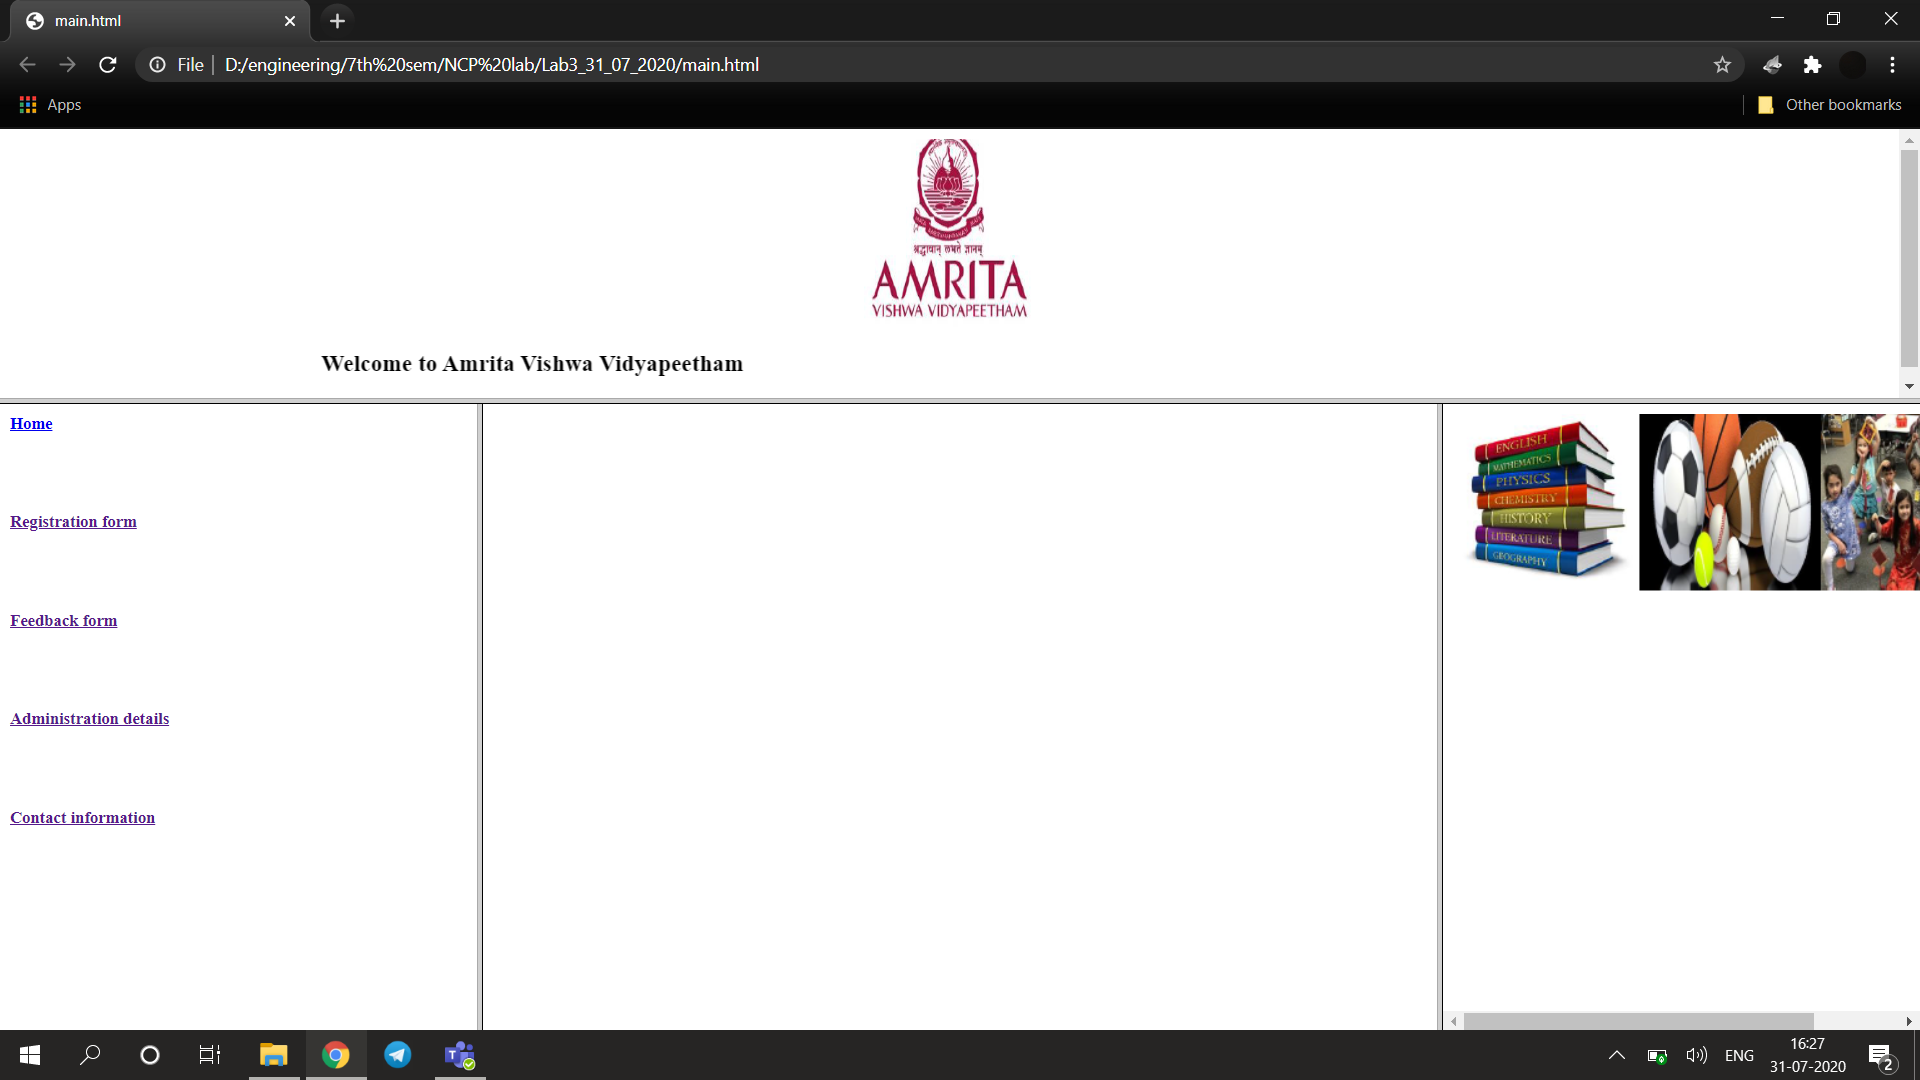 main.html
File
D:/engineering/7th%20sem/NCP%20lab/Lab3_31_07_2020/main.html
Apps
Other bookmarks
श्रद्धावान् लभते ज्ञानम्
AMRITA
VISHWA VIDYAPEETHAM
Welcome to Amrita Vishwa Vidyapeetham
Home
Registration form
Feedback form
Administration details
Contact information
ENGLISH
MATHEMATICS
PHYSICS
CHEMISTRY
HISTORY
LITERATURE
GEOGRAPHY
T
ENG
16:27
31-07-2020
2